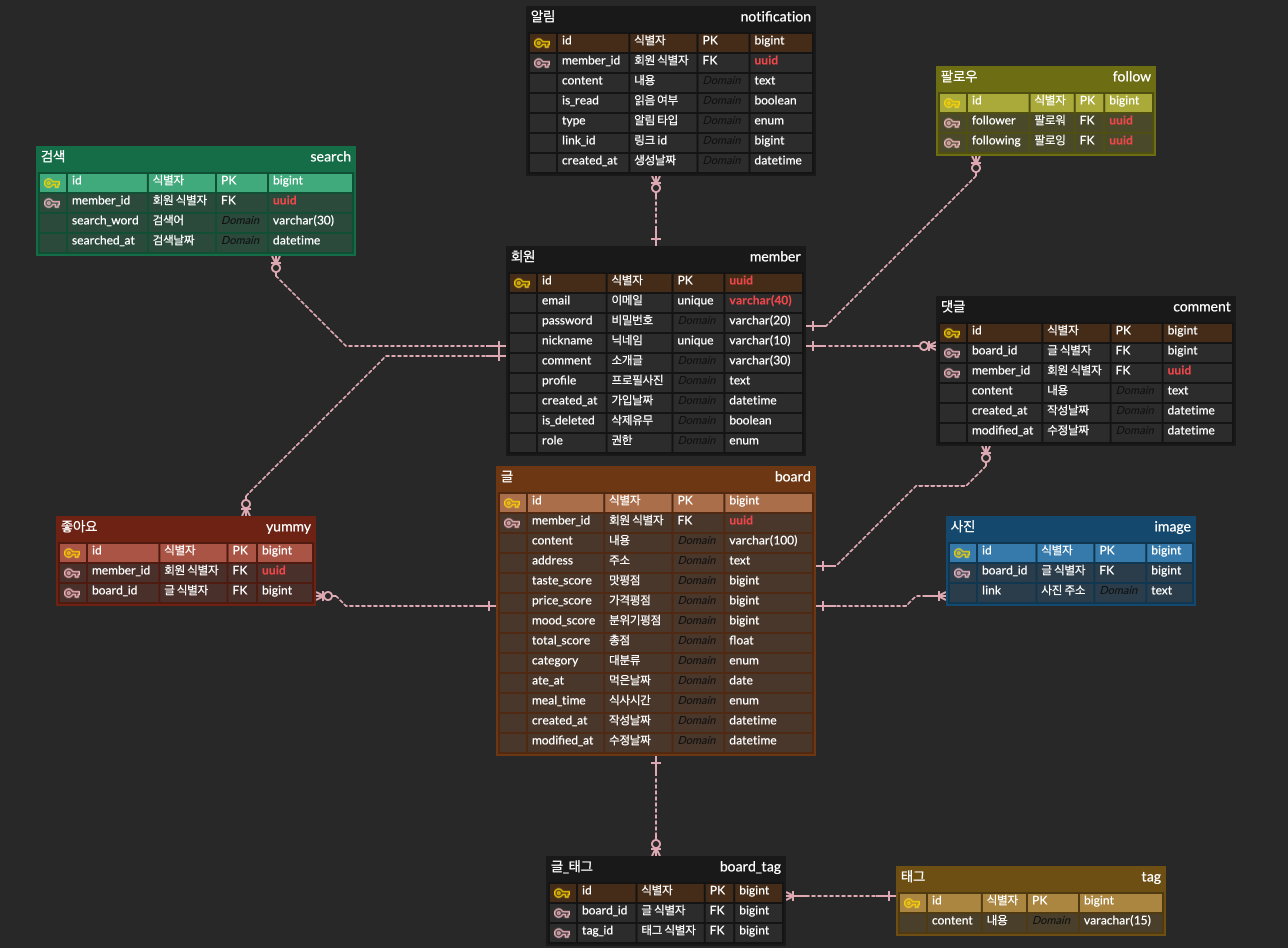 알림 notification
id 식별자 PK bigint
member_id 회원 식별자 FK uuid
content 내용 Domain text
is_read 읽음 여부 Domain boolean
type 알림 타입 Domain enum
link_id 링크 id Domain bigint
created_at 생성날짜 Domain datetime
팔로우 follow
id 식별자 PK bigint
follower 팔로워 FK uuid
following 팔로잉 FK uuid
검색 search
id 식별자 PK bigint
member_id 회원 식별자 FK uuid
search_word 검색어 Domain varchar(30)
searched_at 검색날짜 Domain datetime
회원 member
id 식별자 PK uuid
email 이메일 unique varchar(40)
password 비밀번호 Domain varchar(20)
nickname 닉네임 unique varchar(10)
comment 소개글 Domain varchar(30)
profile 프로필사진 Domain text
created_at 가입날짜 Domain datetime
is_deleted 삭제유무 Domain boolean
role 권한 Domain enum
댓글 comment
id 식별자 PK bigint
board_id 글 식별자 FK bigint
member_id 회원 식별자 FK uuid
content 내용 Domain text
created_at 작성날짜 Domain datetime
modified_at 수정날짜 Domain datetime
글 board
id 식별자 PK bigint
member_id 회원 식별자 FK uuid
content 내용 Domain varchar(100)
address 주소 Domain text
taste_score 맛평점 Domain bigint
price_score 가격평점 Domain bigint
mood_score 분위기평점 Domain bigint
total_score 총점 Domain float
category 대분류 Domain enum
ate_at 먹은날짜 Domain date
meal_time 식사시간 Domain enum
created_at 작성날짜 Domain datetime
modified_at 수정날짜 Domain datetime
좋아요 yummy
id 식별자 PK bigint
member_id 회원 식별자 FK uuid
board_id 글 식별자 FK bigint
사진 image
id 식별자 PK bigint
board_id 글 식별자 FK bigint
link 사진 주소 Domain text
글_태그 board_tag
id 식별자 PK bigint
board_id 글 식별자 FK bigint
tag_id 태그 식별자 FK bigint
태그 tag
id 식별자 PK bigint
content 내용 Domain varachar(15)